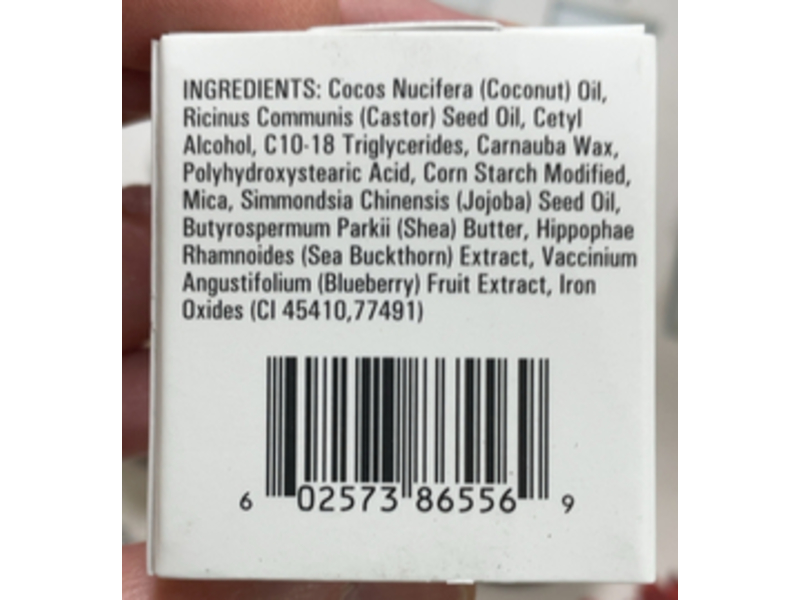 INGREDIENTS: Cocos Nucifera (Coconut) Oil,
Ricinus Communis (Castor) Seed Oil, Cetyl
Alcohol, C10-18 Triglycerides, Carnauba Wax,
Polyhydroxystearic Acid, Corn Starch Modified,
Mica, Simmondsia Chinensis (Jojoba) Seed Oil,
Butyrospermum Parkii (Shea) Butter, Hippophae
Rhamnoides (Sea Buckthorn) Extract, Vaccinium
Angustifolium (Blueberry) Fruit Extract, Iron
Oxides (CI 45410,77491)
6 02573 86556 9